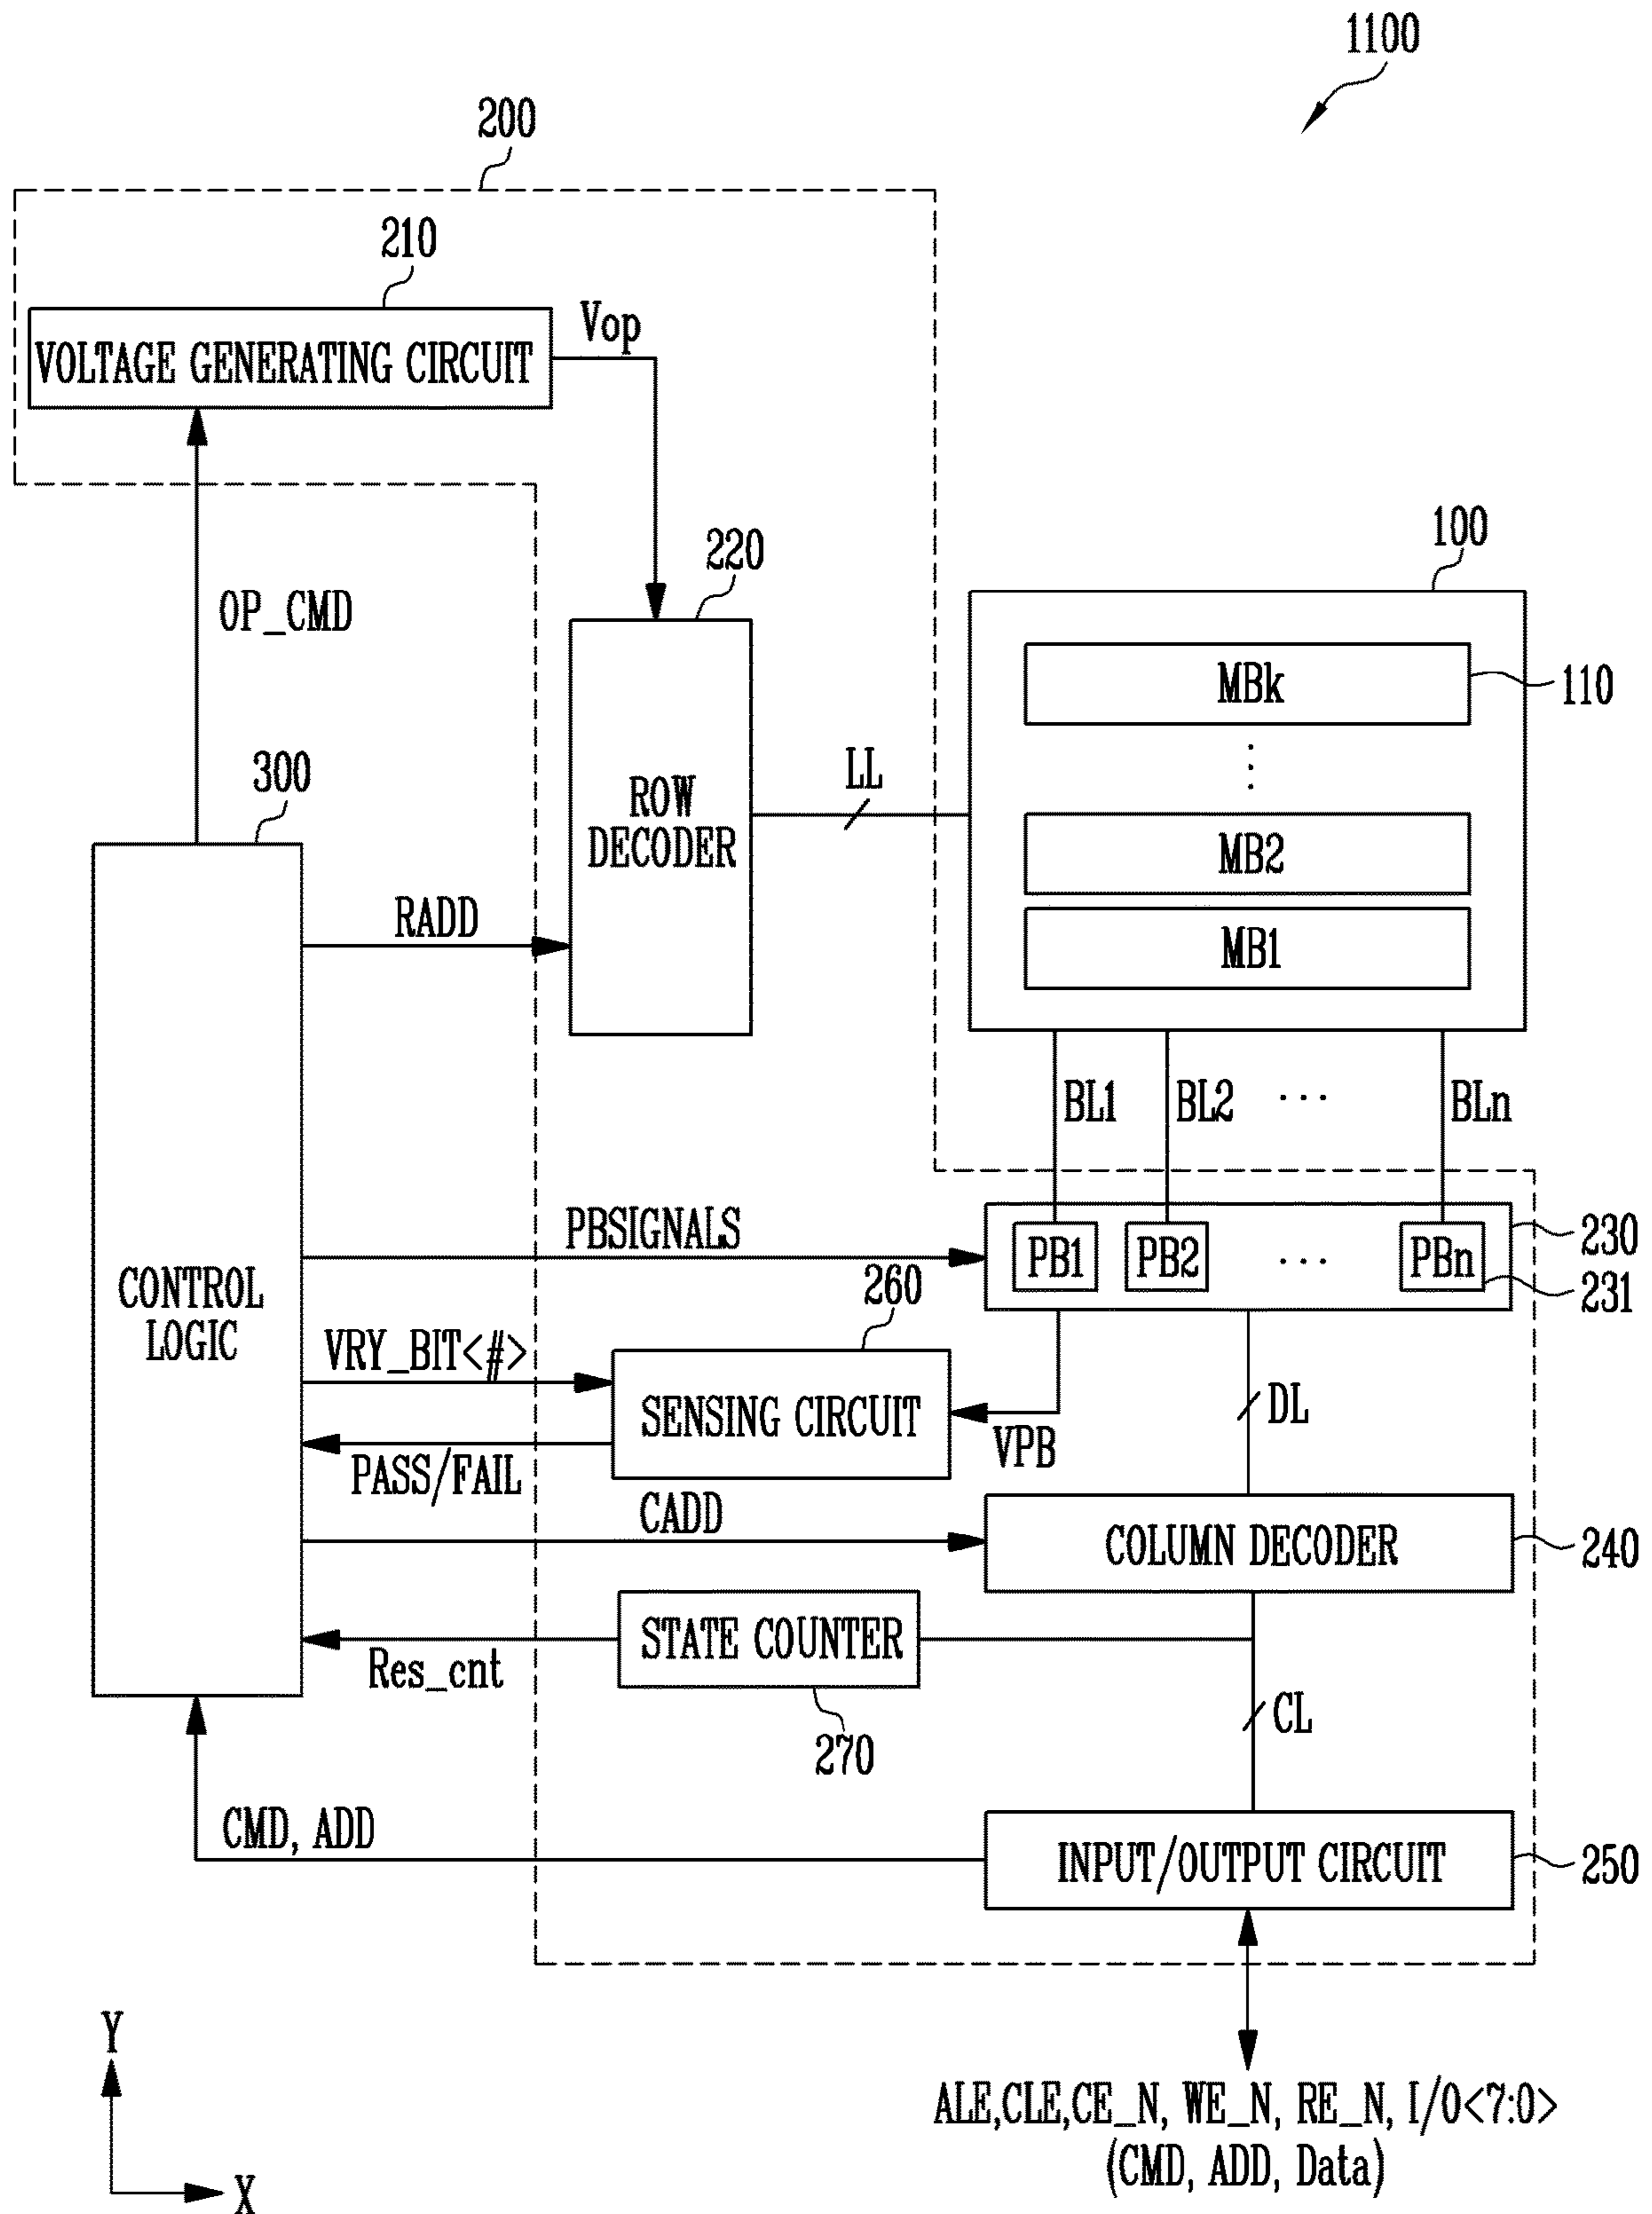 1100
200
210
VOLTAGE GENERATING CIRCUIT
Vop
OP_CMD
220
ROW
DECODER
100
MBk
110
MB2
MB1
LL
300
RADD
BL1
BL2
...
BLn
CONTROL
LOGIC
PBSIGNALS
PB1
PB2
...
PBn
230
231
260
VRY_BIT<#>
SENSING CIRCUIT
PASS/FAIL
VPB
DL
CADD
COLUMN DECODER
240
STATE COUNTER
Res_cnt
270
CL
CMD, ADD
INPUT/OUTPUT CIRCUIT
250
Y
X
ALE,CLE,CE_N, WE_N, RE_N, I/O<7:0>
(CMD, ADD, Data)